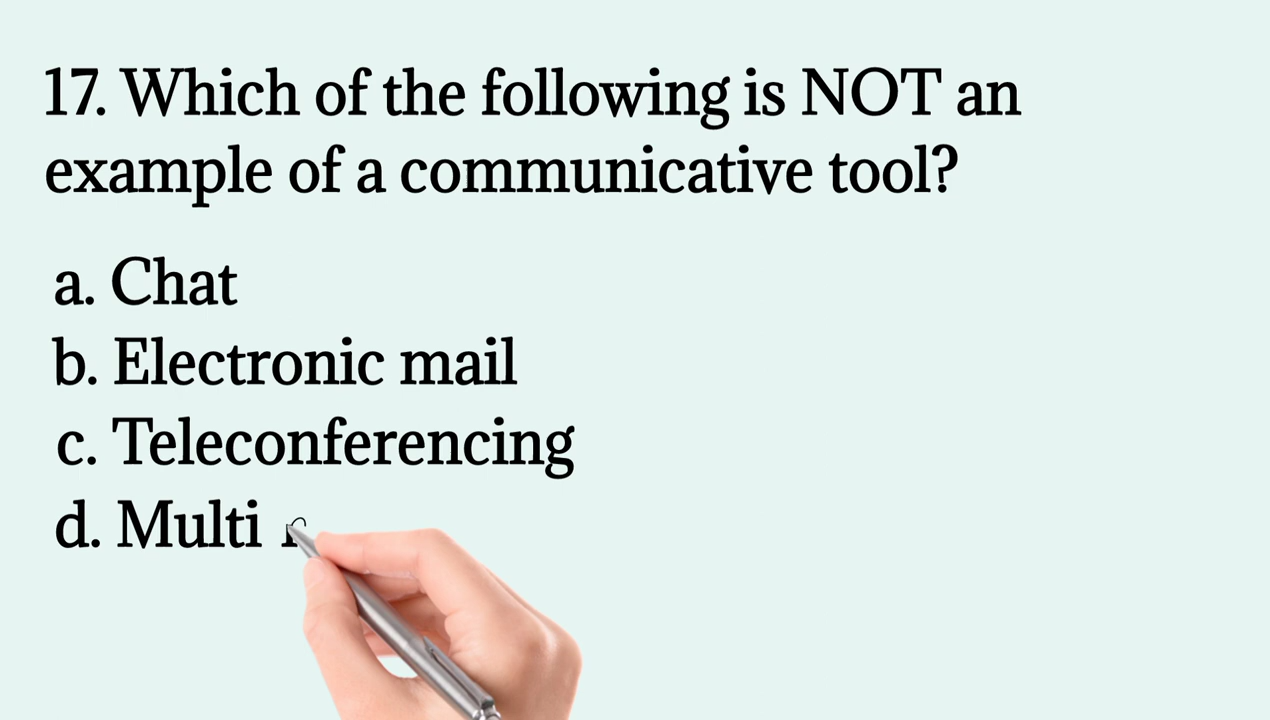 17. Which of the following is NOT an
example of a communicative tool?
a. Chat
b. Electronic mail
c. Teleconferencing
d. Multi